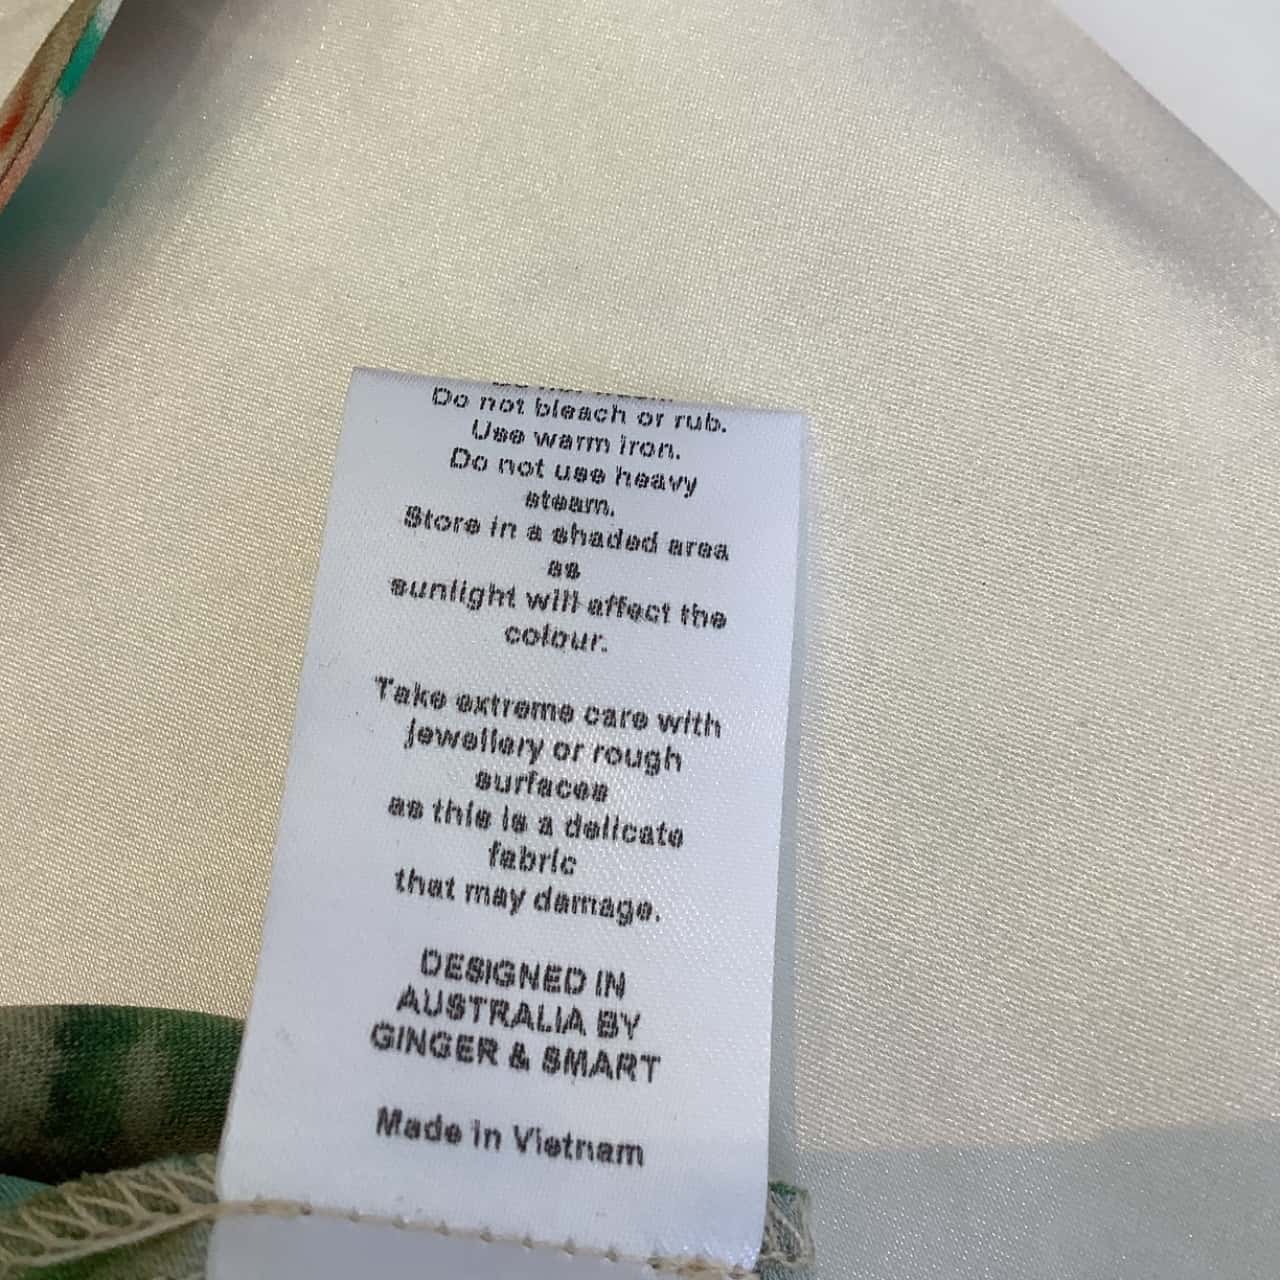 Do not bleach or rub.
Use warm iron.
Do not use heavy
steam.
Store in a shaded area
as
sunlight will affect the
colour.
Take extreme care with
jewellery or rough
surfaces
as this is a delicate
fabric
that may damage.
DESIGNED IN
AUSTRALIA BY
GINGER & SMART
Made in Vietnam